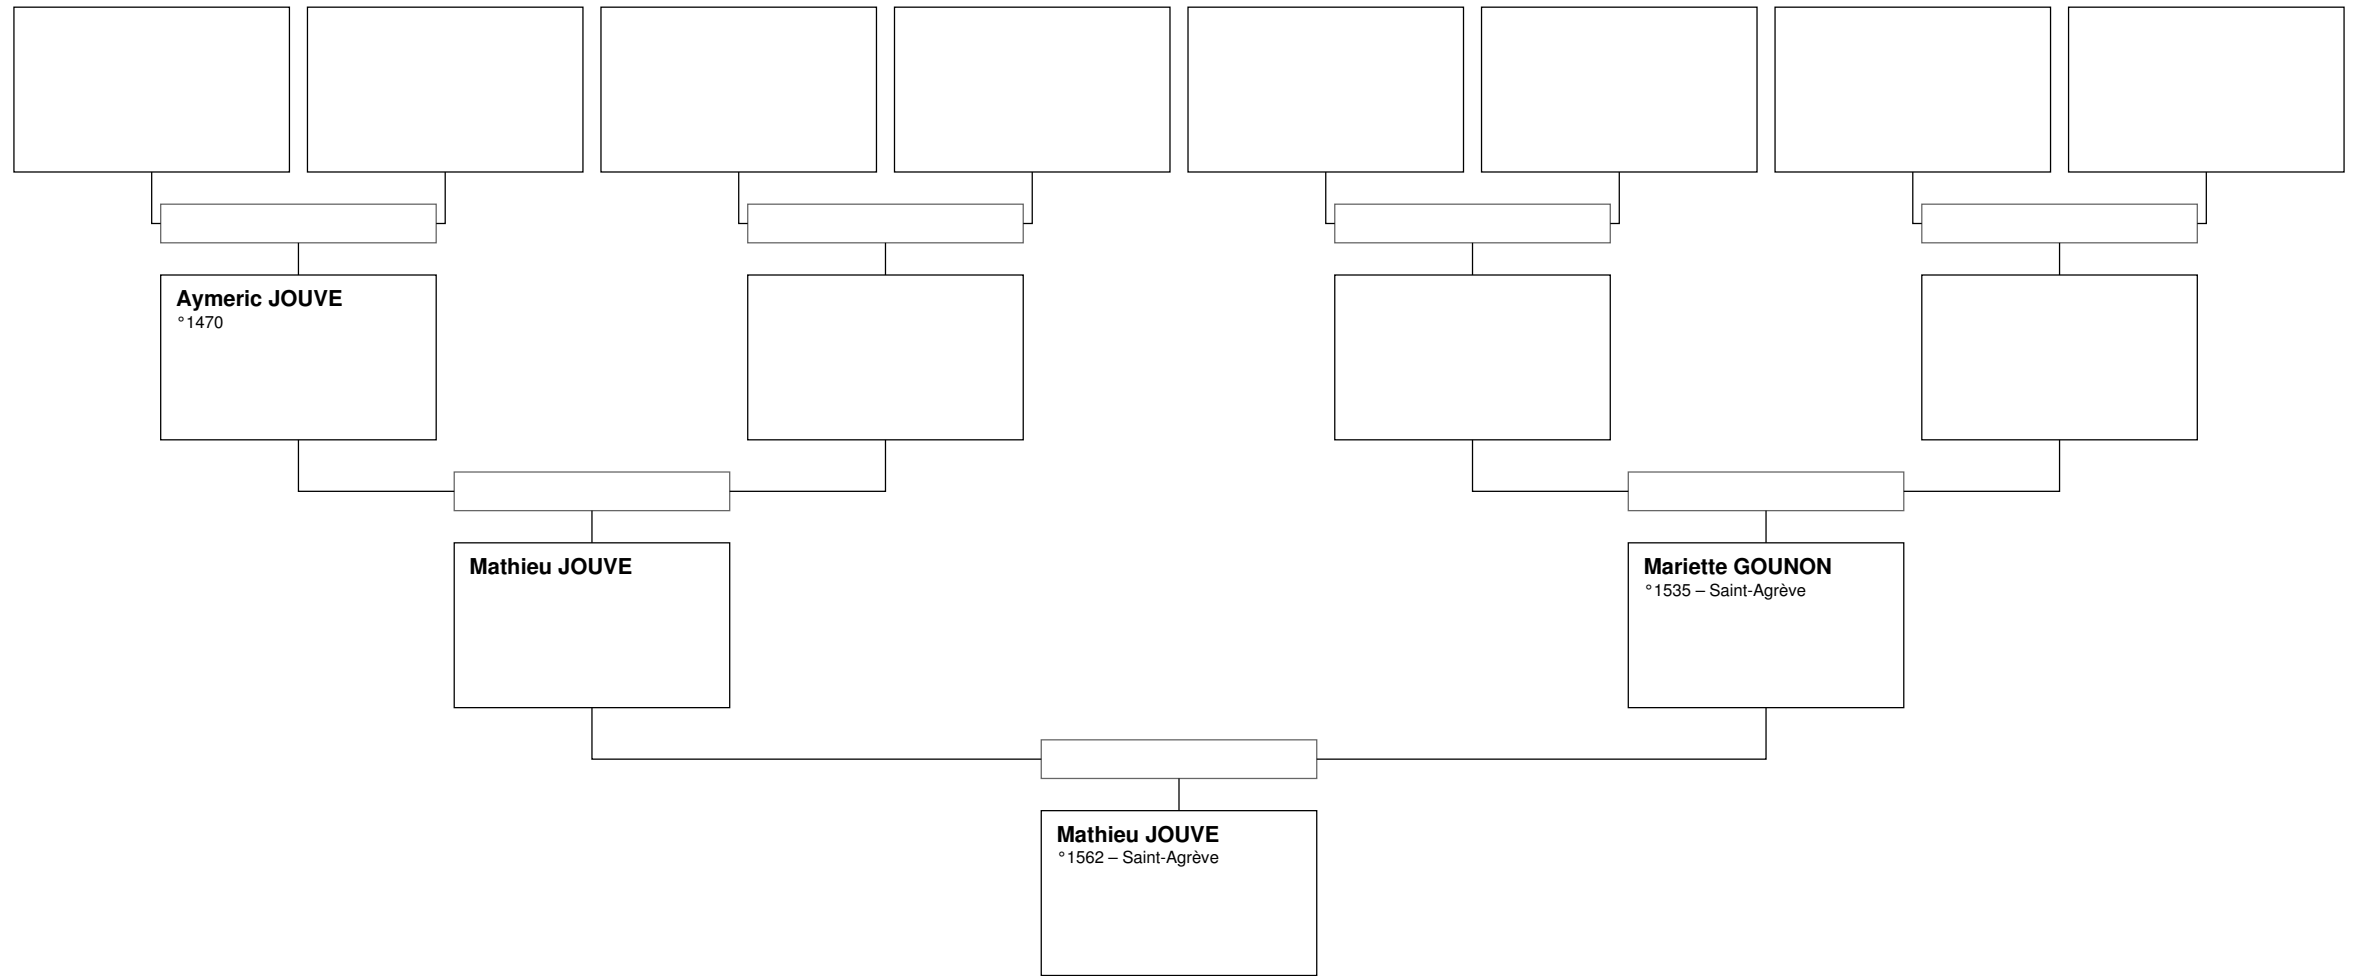 Aymeric JOUVE
°1470
Mathieu JOUVE
Mariette GOUNON
°1535 – Saint-Agrève
Mathieu JOUVE
°1562 – Saint-Agrève